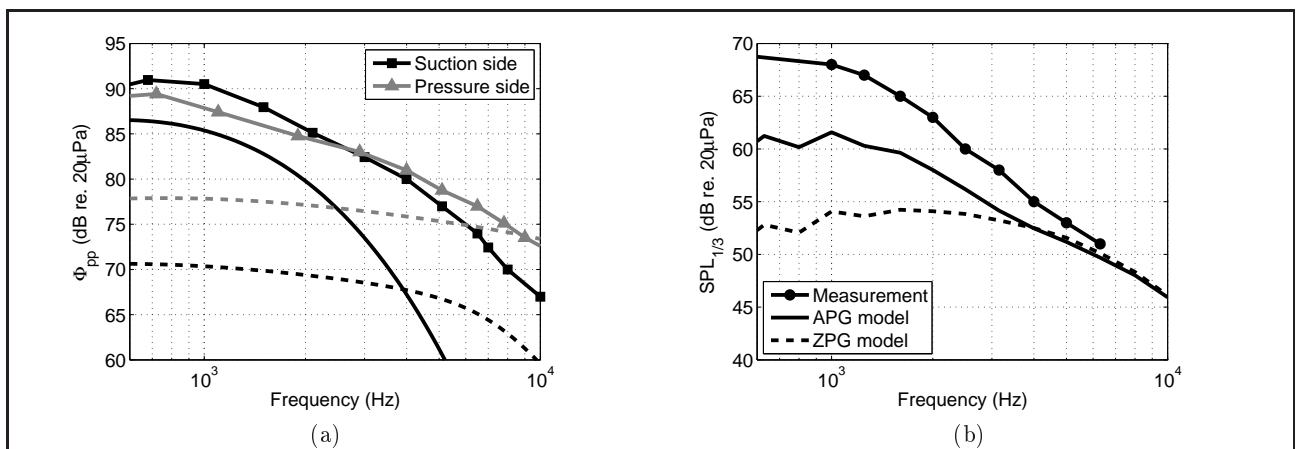 95
90
85
80
75
70
65
60
Φpp (dB re. 20μPa)
10³
10⁴
Frequency (Hz)
Suction side
Pressure side
(a)
70
65
60
55
50
45
40
SPL1/3 (dB re. 20μPa)
10³
10⁴
Frequency (Hz)
Measurement
APG model
ZPG model
(b)